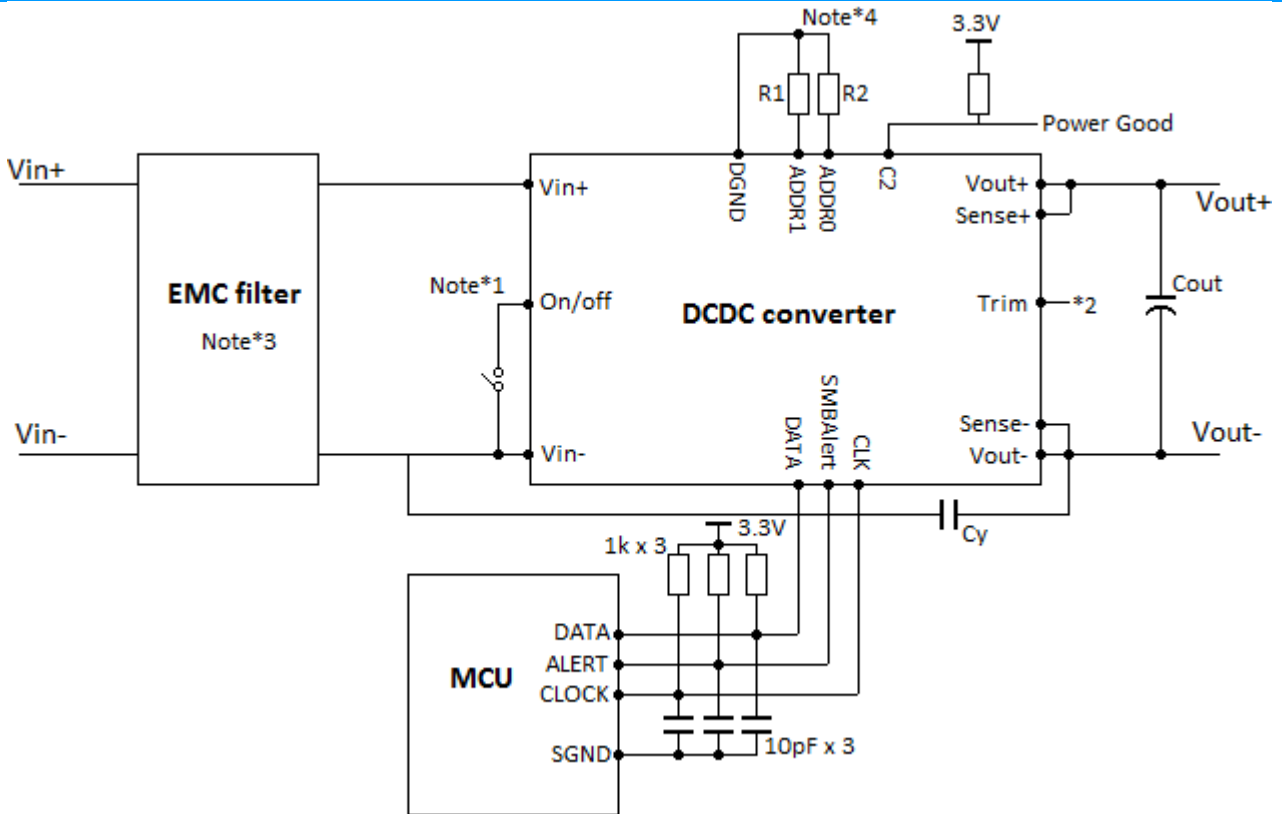 Note*4
3.3V
R1
R2
Power Good
Vin+
Vin+
DGND
ADDR1
ADDR0
C2
Vout+
Sense+
Vout+
EMC filter
Note*3
Note*1
On/off
DCDC converter
Trim
*2
Cout
Vin-
Vin-
DATA
SMBAlert
CLK
Sense-
Vout-
Vout-
Cy
1k x 3
3.3V
MCU
DATA
ALERT
CLOCK
SGND
10pF x 3